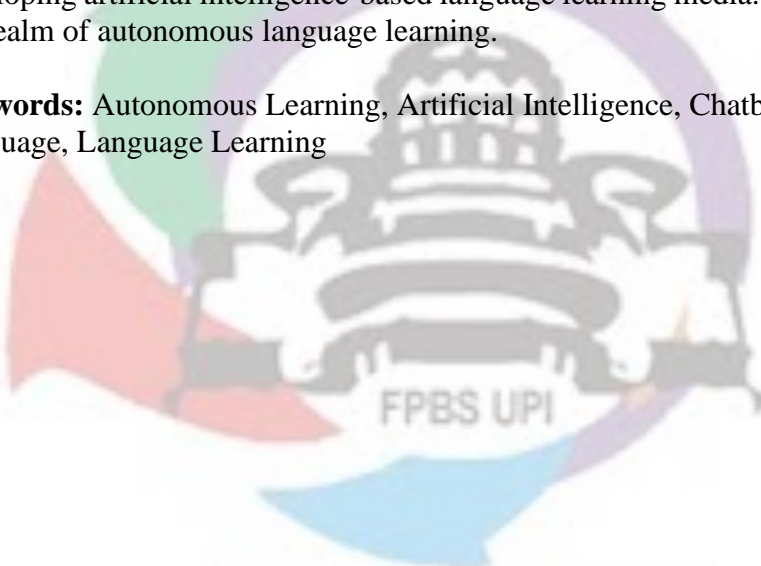 loping artificial intelligence-based language learning media.
ealm of autonomous language learning.
words: Autonomous Learning, Artificial Intelligence, Chatb
uage, Language Learning
FPBS UPI